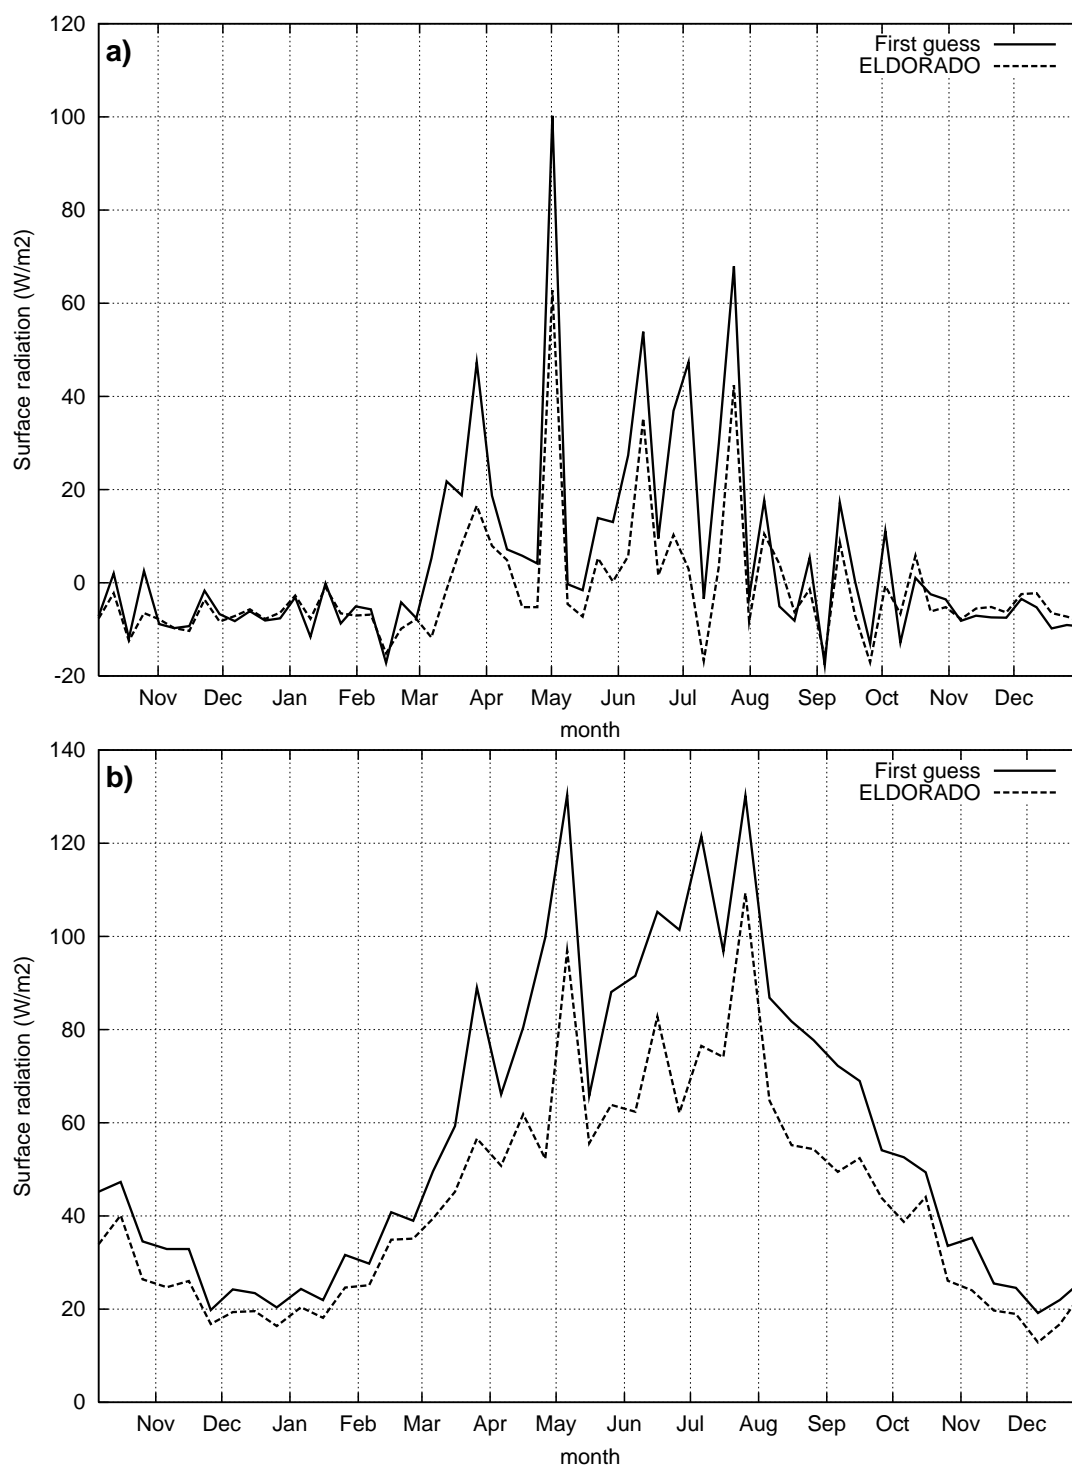 120
a)
First guess
ELDORADO
100
80
60
40
20
0
-20
Surface radiation (W/m2)
Nov Dec Jan Feb Mar Apr May Jun Jul Aug Sep Oct Nov Dec
month
140
b)
First guess
ELDORADO
120
100
80
60
40
20
0
Surface radiation (W/m2)
Nov Dec Jan Feb Mar Apr May Jun Jul Aug Sep Oct Nov Dec
month